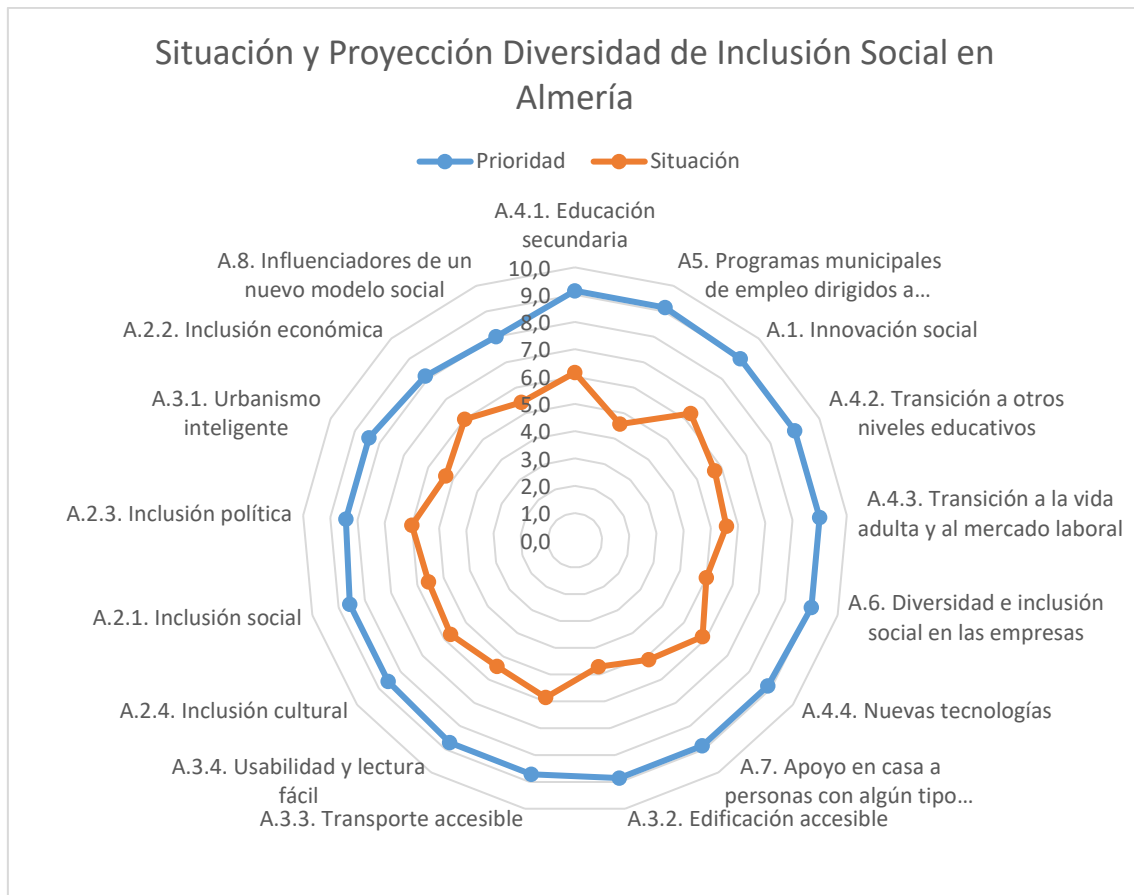 Situación y Proyección Diversidad de Inclusión Social en
Almería
Prioridad
Situación
A.4.1. Educación
secundaria
A5. Programas municipales
de empleo dirigidos a...
A.1. Innovación social
A.4.2. Transición a otros
niveles educativos
A.4.3. Transición a la vida
adulta y al mercado laboral
A.6. Diversidad e inclusión
social en las empresas
A.4.4. Nuevas tecnologías
A.7. Apoyo en casa a
personas con algún tipo...
A.3.2. Edificación accesible
A.3.3. Transporte accesible
A.3.4. Usabilidad y lectura
fácil
A.2.4. Inclusión cultural
A.2.1. Inclusión social
A.2.3. Inclusión política
A.3.1. Urbanismo
inteligente
A.2.2. Inclusión económica
A.8. Influenciadores de un
nuevo modelo social
10,0
9,0
8,0
7,0
6,0
5,0
4,0
3,0
2,0
1,0
0,0